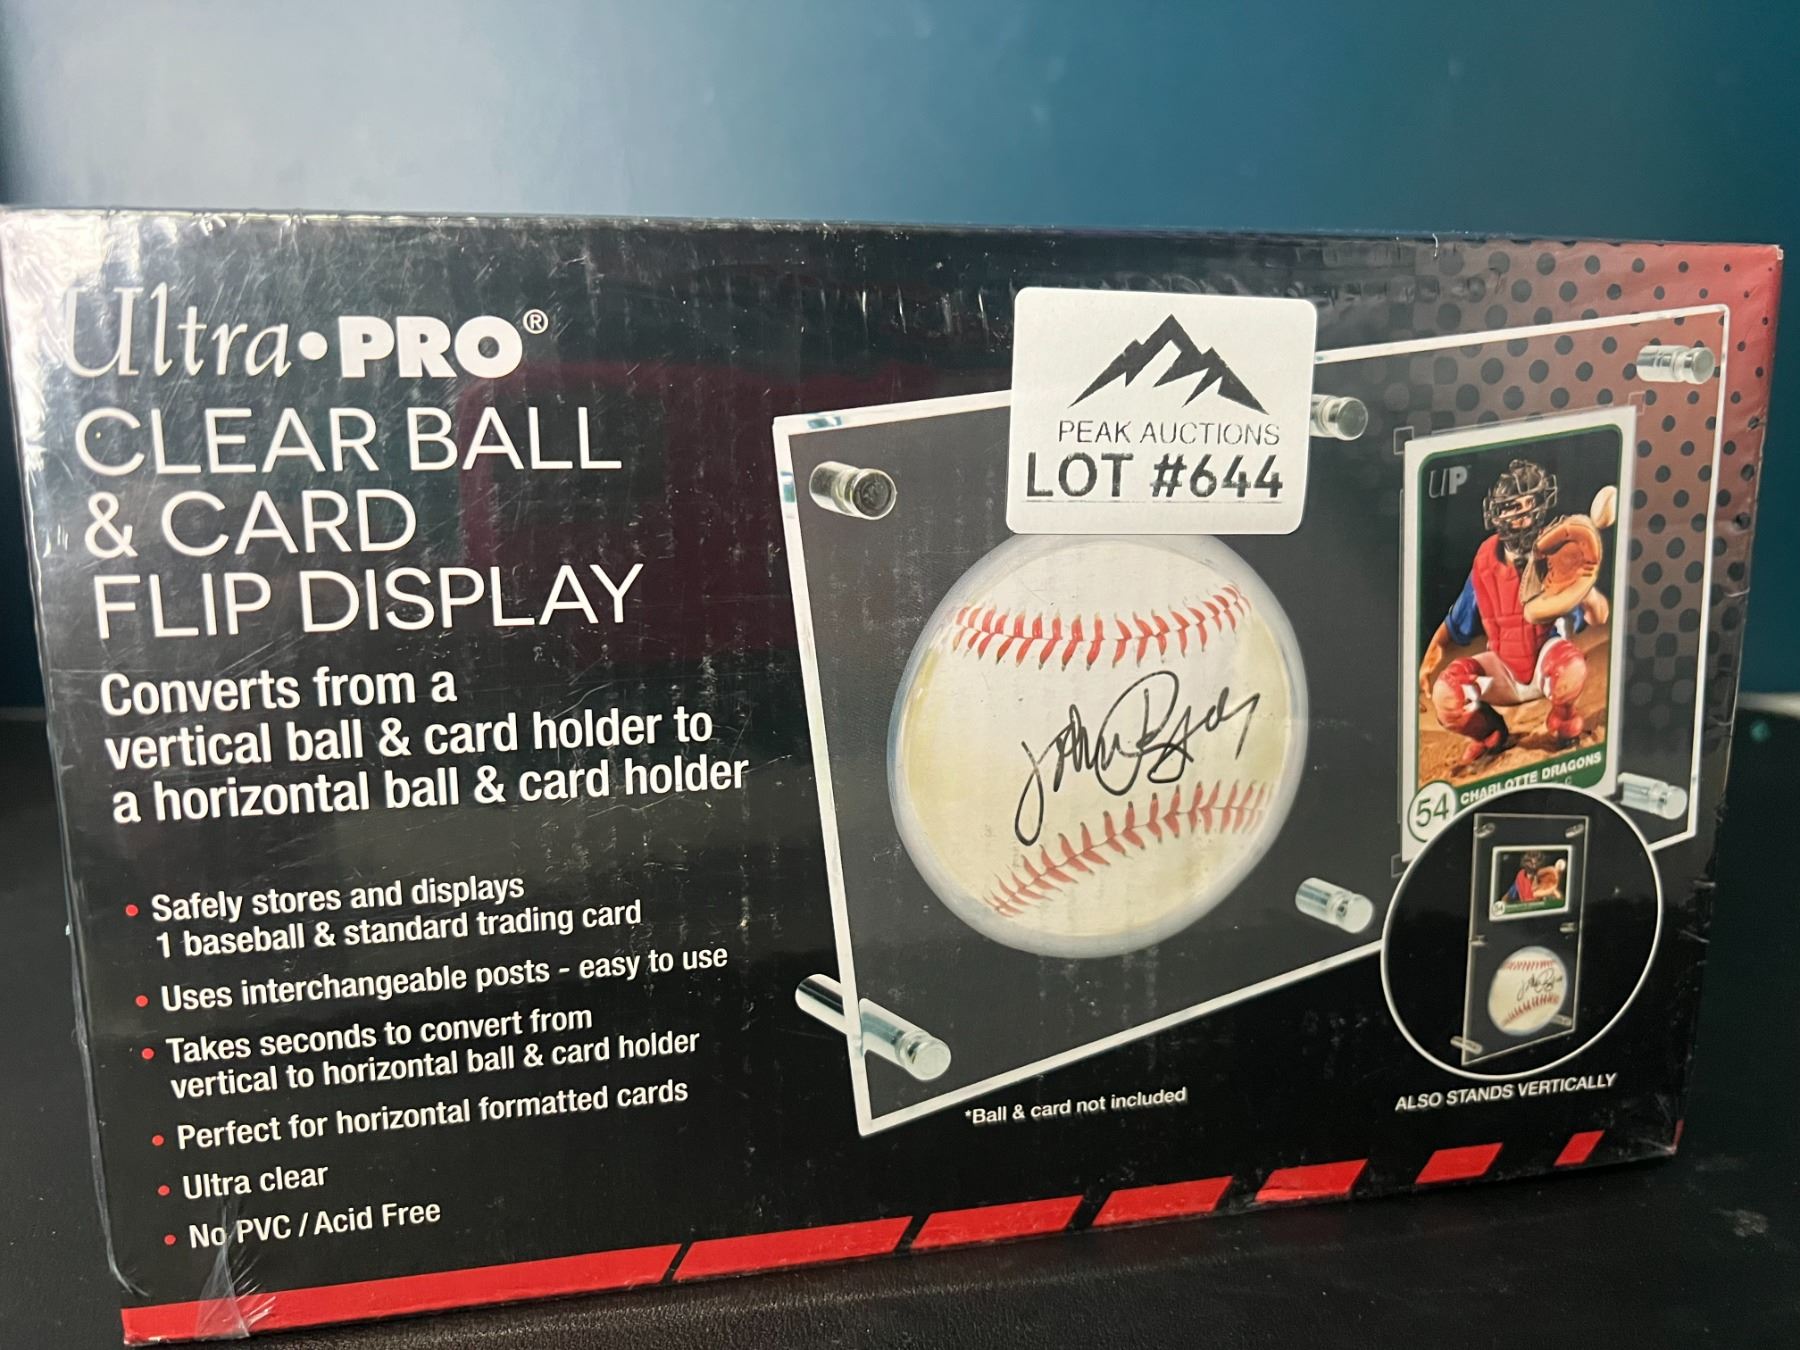 Ultra•PRO®
CLEAR BALL
& CARD
FLIP DISPLAY
Converts from a
vertical ball & card holder to
a horizontal ball & card holder
• Safely stores and displays
1 baseball & standard trading card
• Uses interchangeable posts - easy to use
• Takes seconds to convert from
vertical to horizontal ball & card holder
• Perfect for horizontal formatted cards
• Ultra clear
• No PVC / Acid Free
PEAK AUCTIONS
LOT #644
UP
54 CHARLOTTE DRAGONS
C
*Ball & card not included
ALSO STANDS VERTICALLY